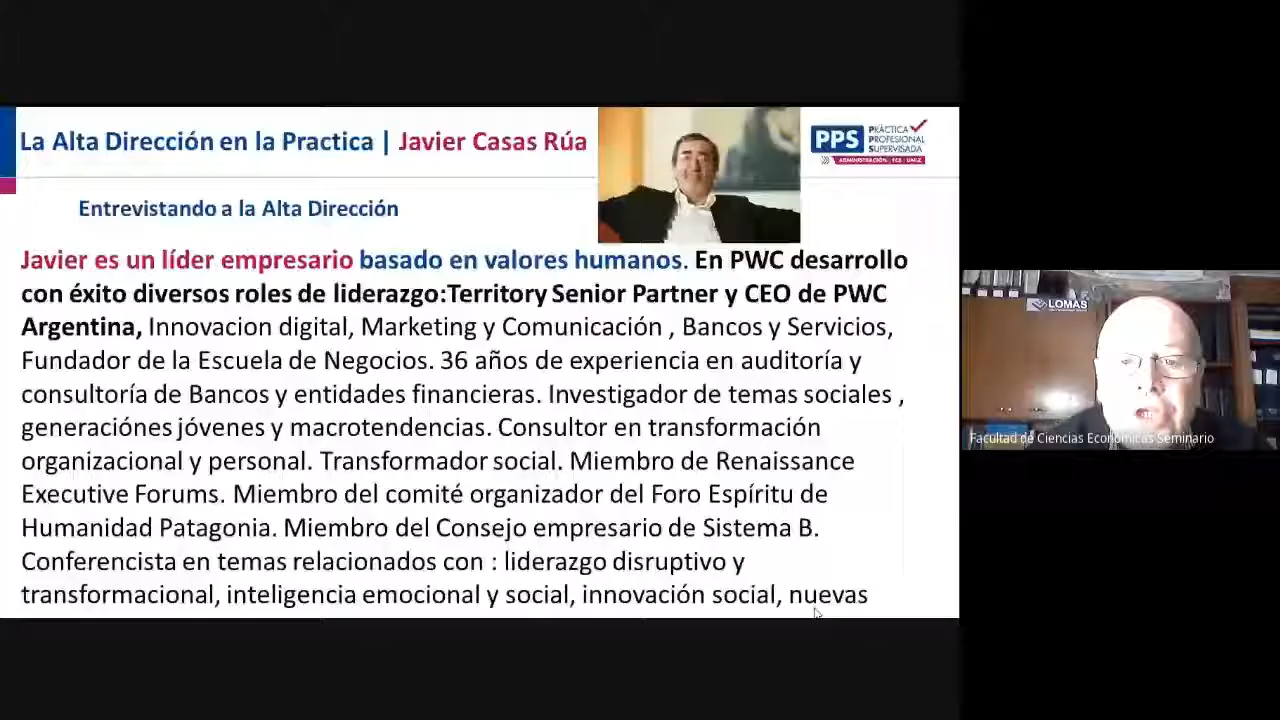 La Alta Dirección en la Practica | Javier Casas Rúa
PPS PRÁCTICA
PROFESIONAL
SUPERVISADA
ADMINISTRACIÓN - FCE - UNLZ
Entrevistando a la Alta Dirección
Javier es un líder empresario basado en valores humanos. En PWC desarrollo
con éxito diversos roles de liderazgo:Territory Senior Partner y CEO de PWC
Argentina, Innovacion digital, Marketing y Comunicación , Bancos y Servicios,
Fundador de la Escuela de Negocios. 36 años de experiencia en auditoría y
consultoría de Bancos y entidades financieras. Investigador de temas sociales ,
generaciónes jóvenes y macrotendencias. Consultor en transformación
organizacional y personal. Transformador social. Miembro de Renaissance
Executive Forums. Miembro del comité organizador del Foro Espíritu de
Humanidad Patagonia. Miembro del Consejo empresario de Sistema B.
Conferencista en temas relacionados con : liderazgo disruptivo y
transformacional, inteligencia emocional y social, innovación social, nuevas
LOMAS
Facultad de Ciencias Económicas Seminario